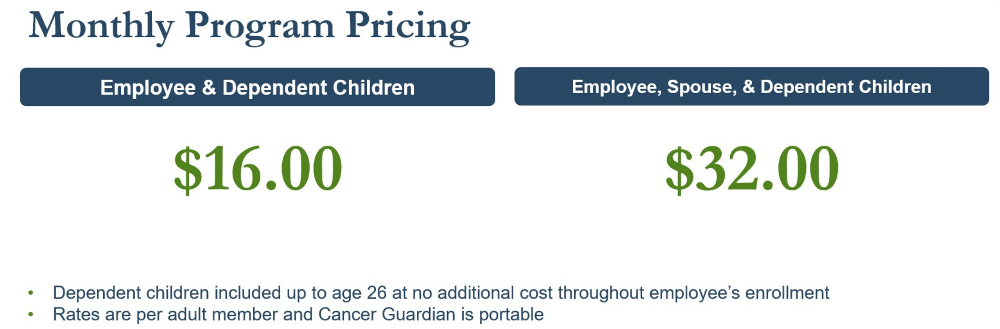 Monthly Program Pricing
Employee & Dependent Children
Employee, Spouse, & Dependent Children
$16.00
$32.00
• Dependent children included up to age 26 at no additional cost throughout employee’s enrollment
• Rates are per adult member and Cancer Guardian is portable